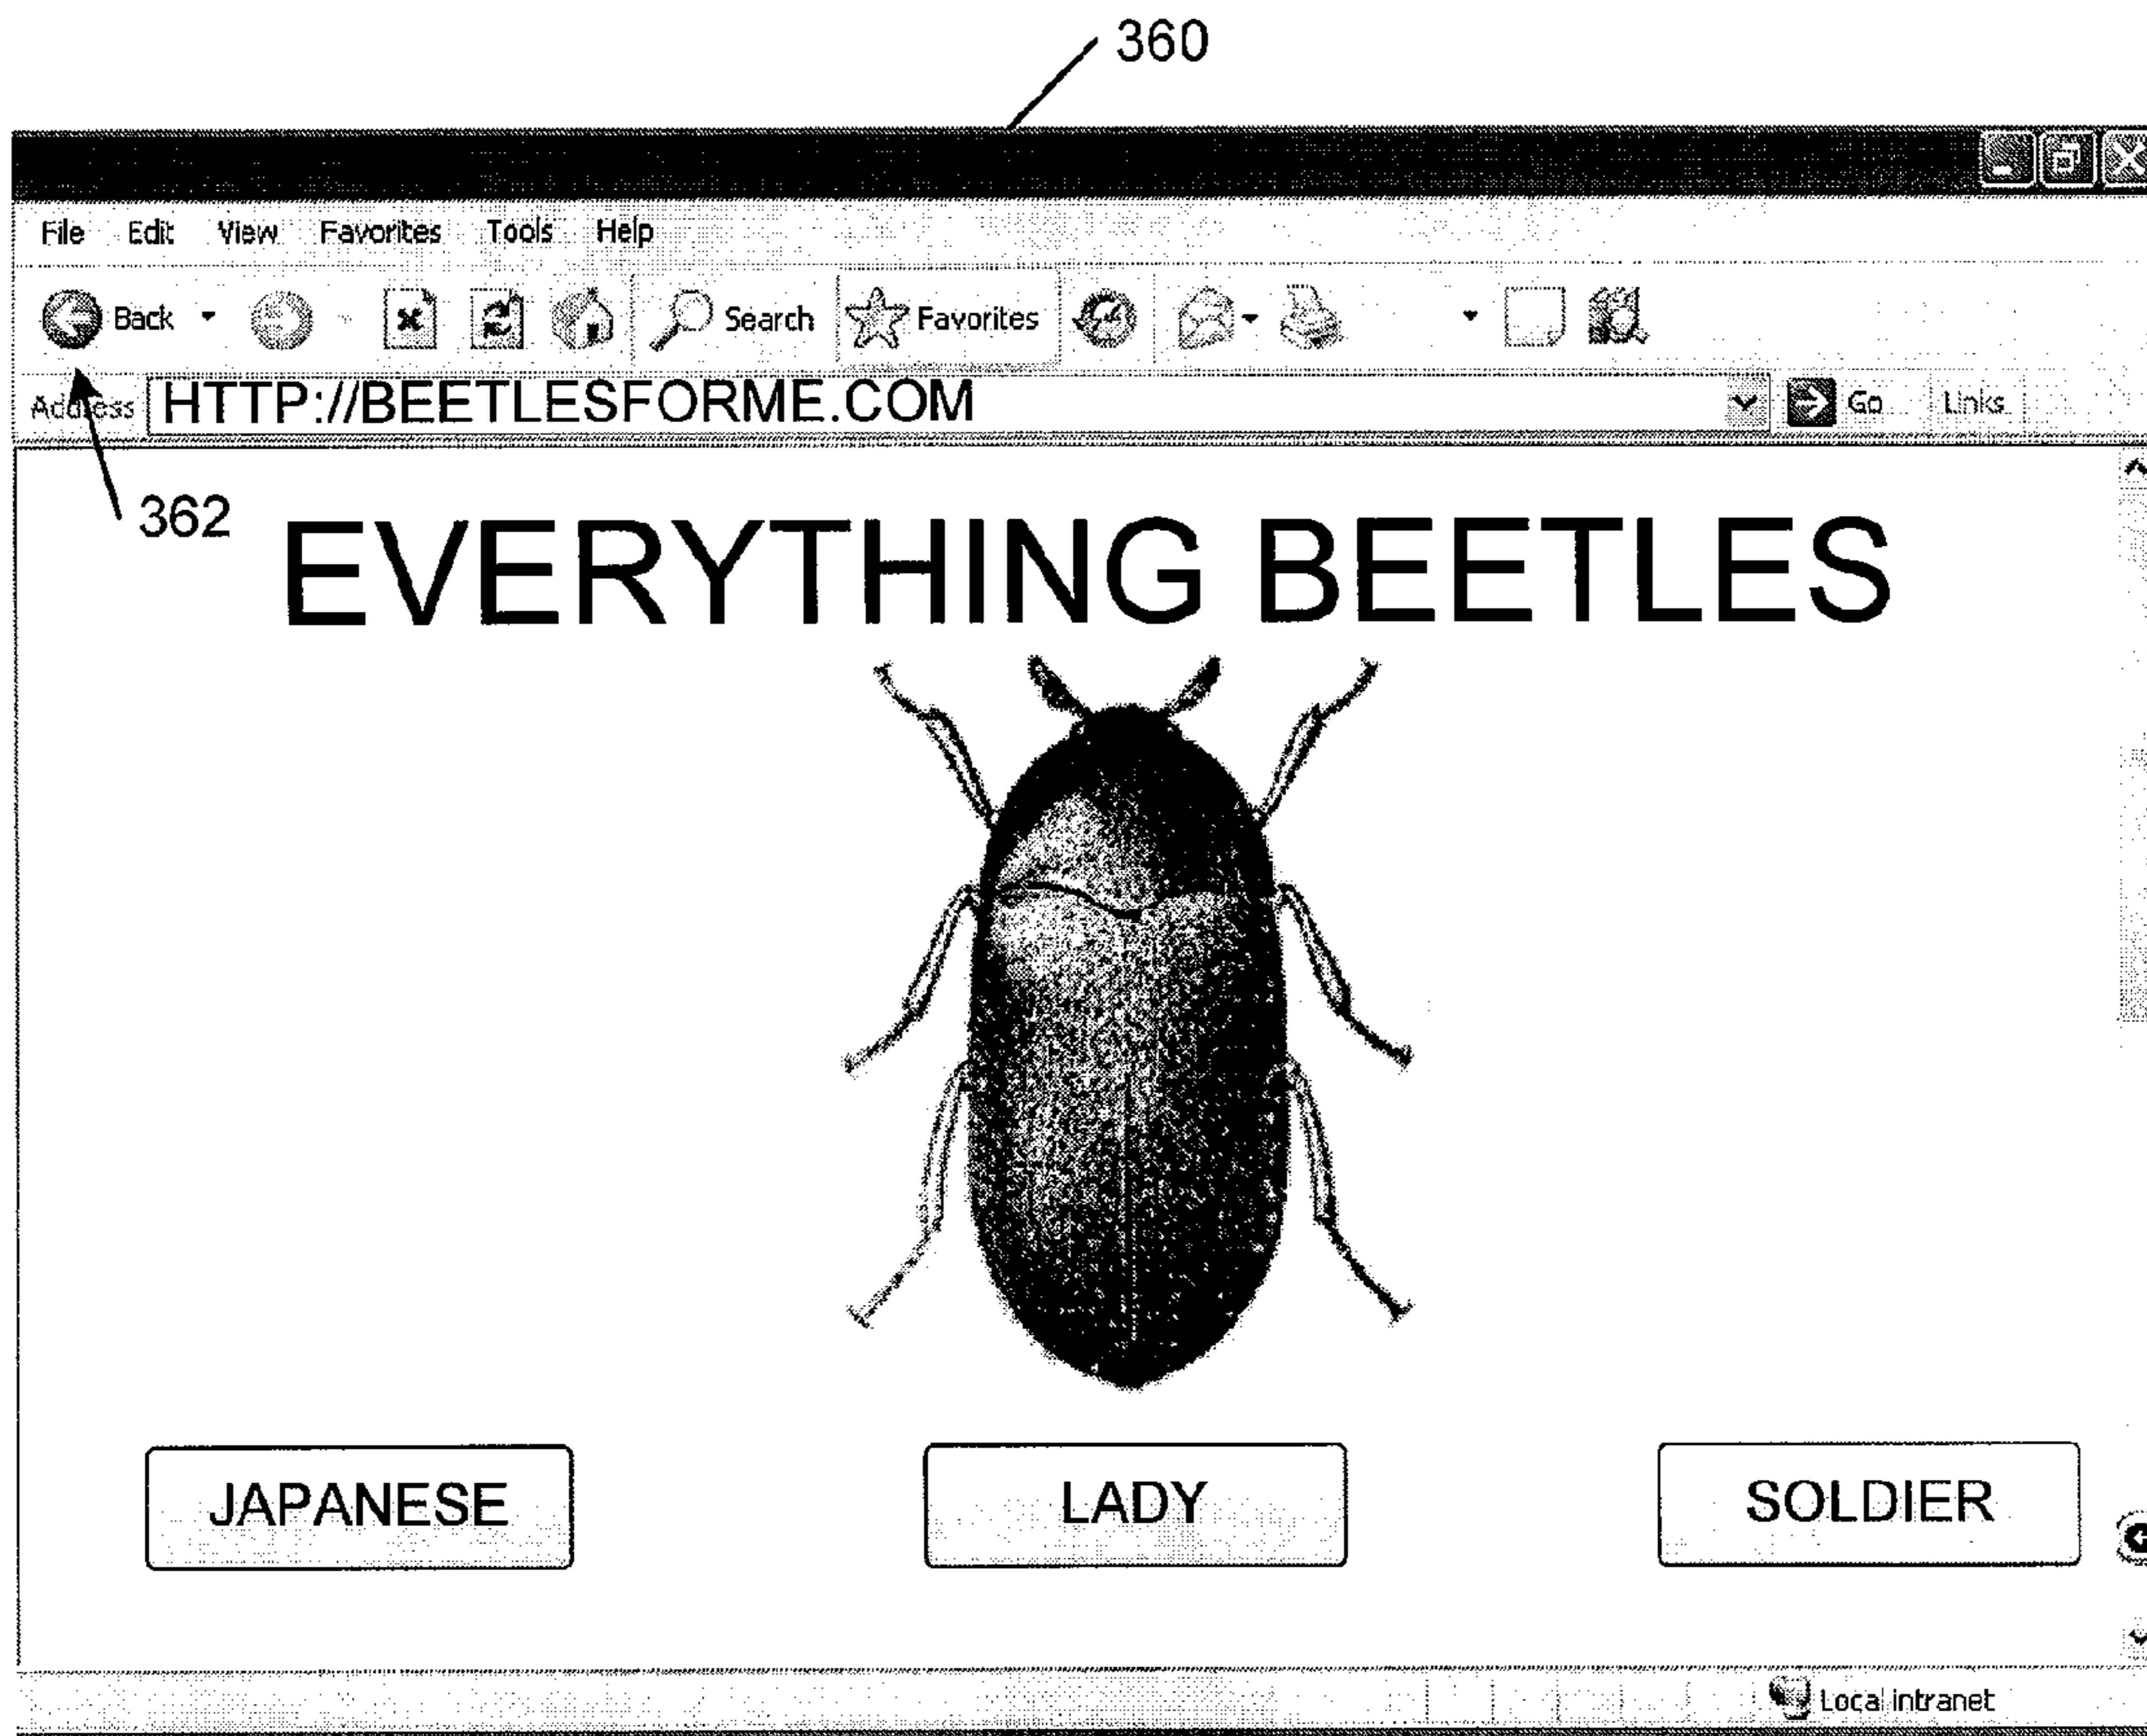 360
File Edit View Favorites Tools Help
Back Search Favorites
Address HTTP://BEETLESFORME.COM Go Links
362
EVERYTHING BEETLES
JAPANESE LADY SOLDIER
Local intranet